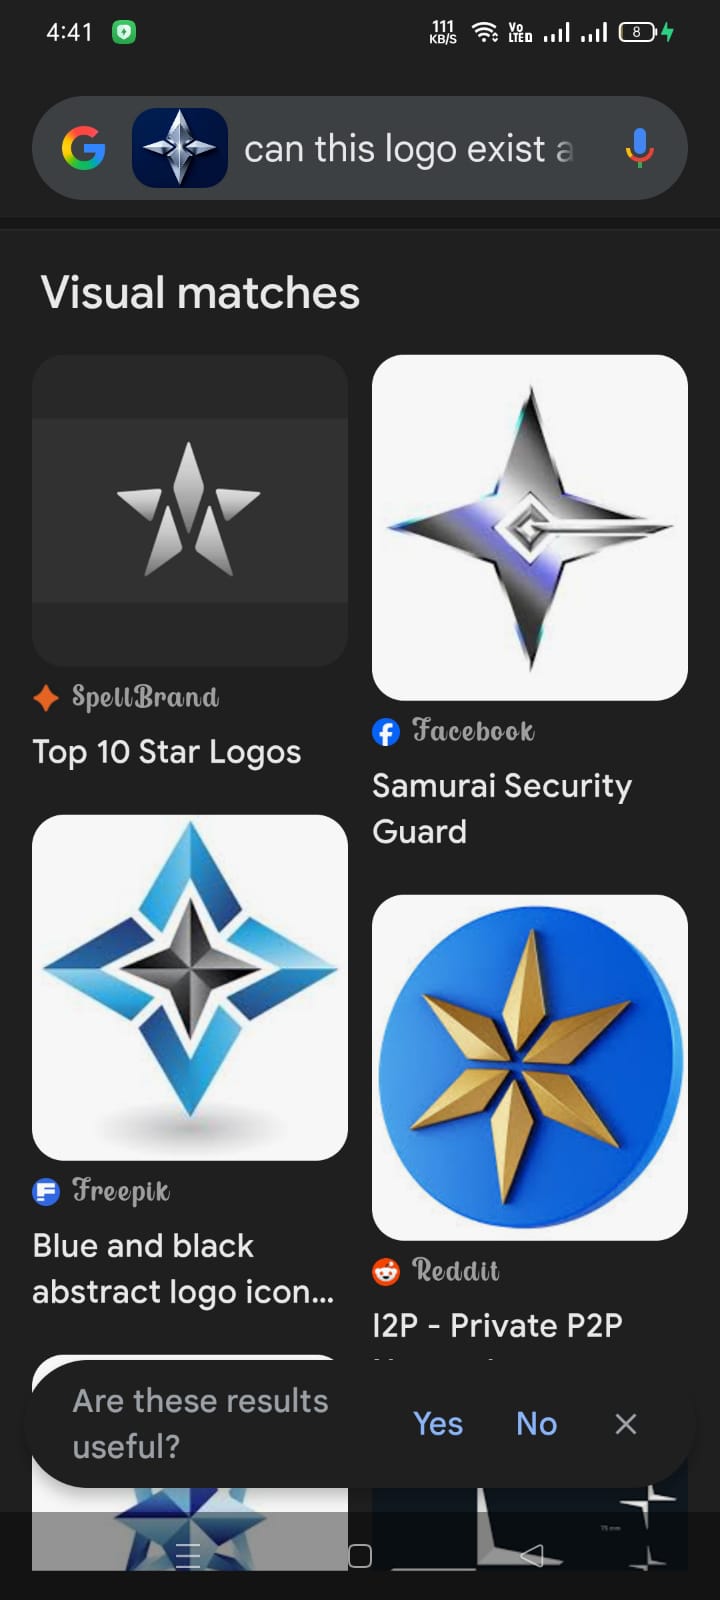 4:41
111
KB/S
Vo
LTED
8
can this logo exist a
Visual matches
SpellBrand
Top 10 Star Logos
Facebook
Samurai Security
Guard
Freepik
Blue and black
abstract logo icon...
Reddit
I2P - Private P2P
Are these results
useful?
Yes
No